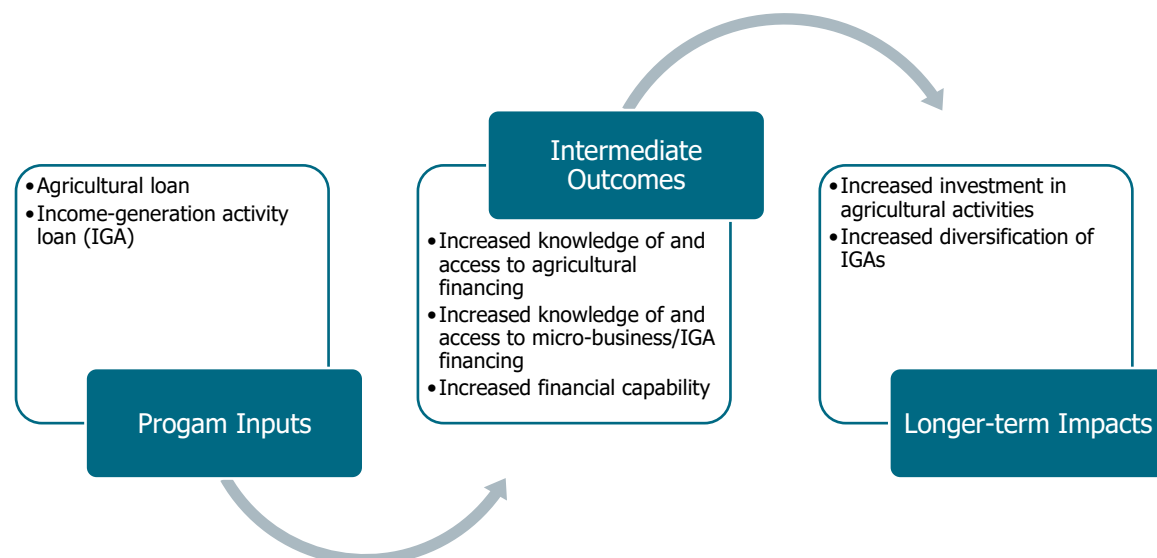 •Agricultural loan
•Income-generation activity
loan (IGA)
Progam Inputs
Intermediate
Outcomes
•Increased knowledge of and
access to agricultural
financing
•Increased knowledge of and
access to micro-business/IGA
financing
•Increased financial capability
•Increased investment in
agricultural activities
•Increased diversification of
IGAs
Longer-term Impacts